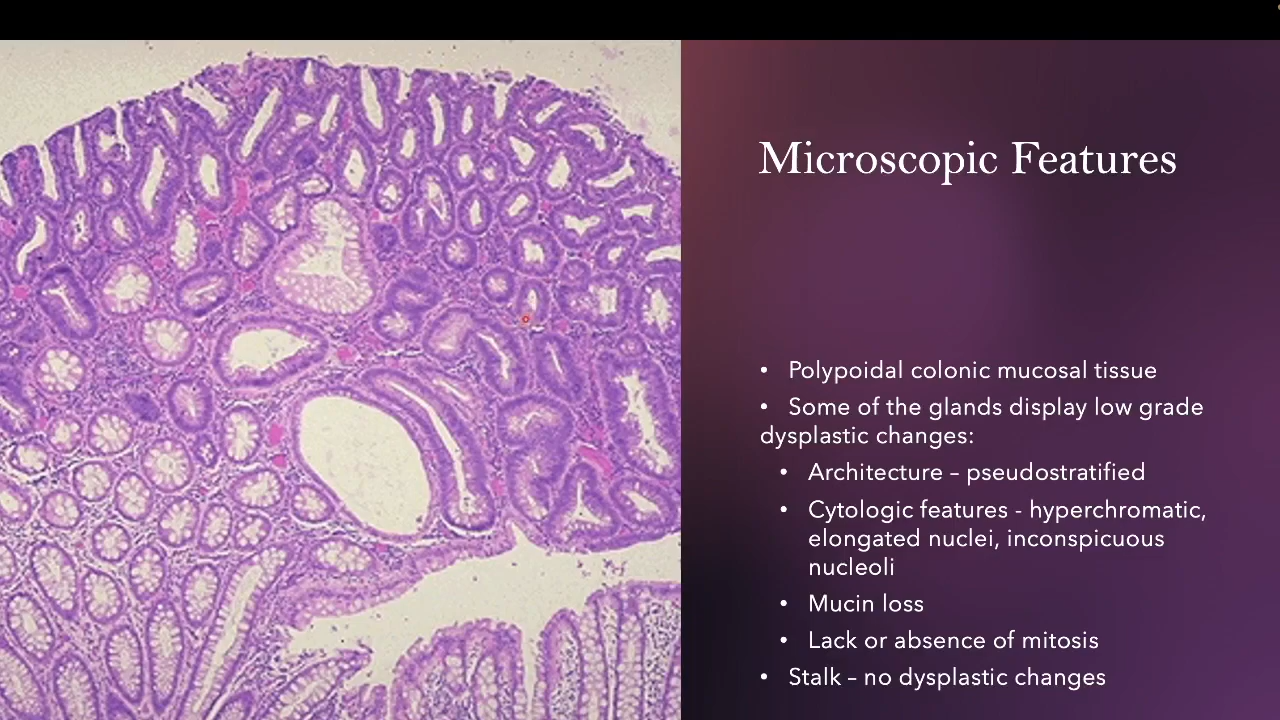 Microscopic Features
• Polypoidal colonic mucosal tissue
• Some of the glands display low grade
dysplastic changes:
• Architecture – pseudostratified
• Cytologic features - hyperchromatic,
elongated nuclei, inconspicuous
nucleoli
• Mucin loss
• Lack or absence of mitosis
• Stalk – no dysplastic changes